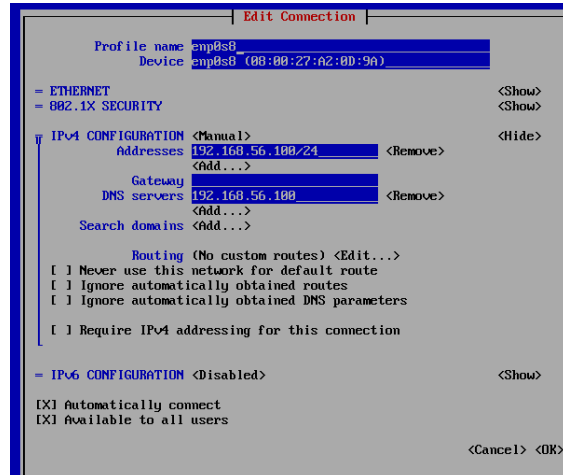 Edit Connection
Profile name enp0s8
Device enp0s8 (08:00:27:A2:0D:9A)
= ETHERNET <Show>
= 802.1X SECURITY <Show>
IPv4 CONFIGURATION <Manual> <Hide>
Addresses 192.168.56.100/24 <Remove>
<Add...>
Gateway
DNS servers 192.168.56.100 <Remove>
<Add...>
Search domains <Add...>
Routing (No custom routes) <Edit...>
[ ] Never use this network for default route
[ ] Ignore automatically obtained routes
[ ] Ignore automatically obtained DNS parameters
[ ] Require IPv4 addressing for this connection
= IPv6 CONFIGURATION <Disabled> <Show>
[X] Automatically connect
[X] Available to all users
<Cancel> <OK>